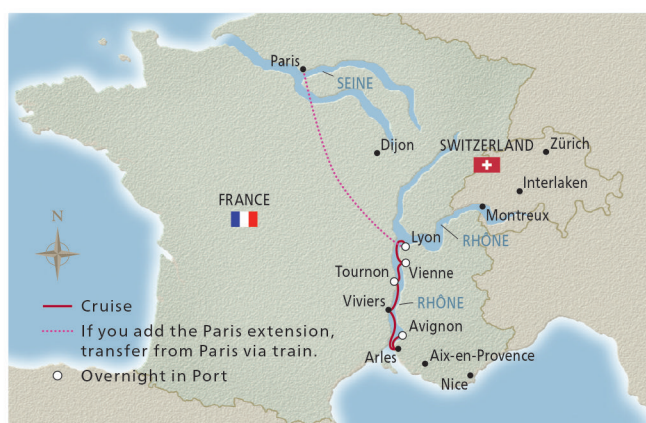 Paris
SEINE
Dijon
SWITZERLAND
Zürich
Interlaken
FRANCE
Montreux
N
Lyon
RHÔNE
Vienne
Tournon
Viviers
RHÔNE
Avignon
Arles
Aix-en-Provence
Nice
Cruise
If you add the Paris extension,
transfer from Paris via train.
Overnight in Port